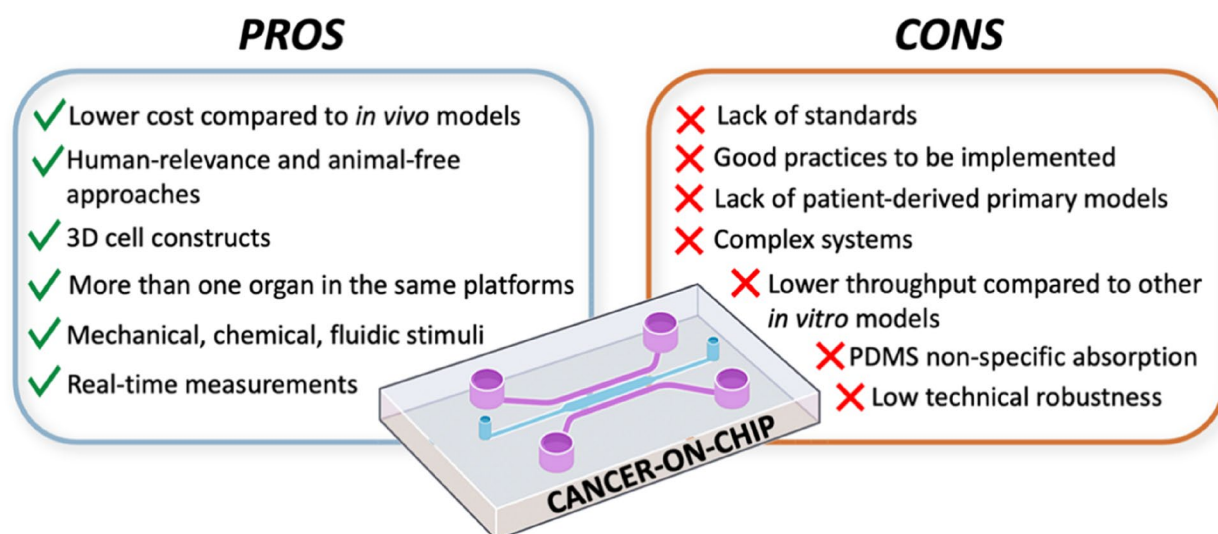 PROS
Lower cost compared to in vivo models
Human-relevance and animal-free
approaches
3D cell constructs
More than one organ in the same platforms
Mechanical, chemical, fluidic stimuli
Real-time measurements
CONS
Lack of standards
Good practices to be implemented
Lack of patient-derived primary models
Complex systems
Lower throughput compared to other
in vitro models
PDMS non-specific absorption
Low technical robustness
CANCER-ON-CHIP